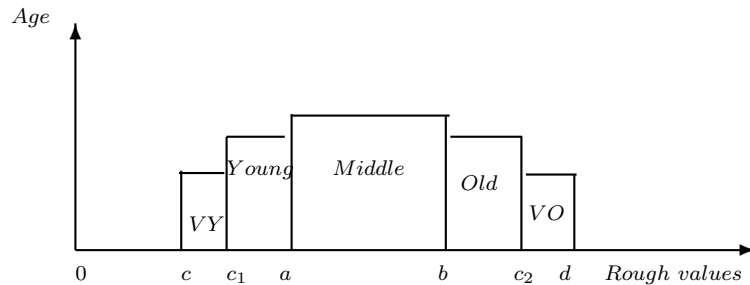 Age
Young
Middle
Old
VY
VO
0 c c₁ a b c₂ d Rough values